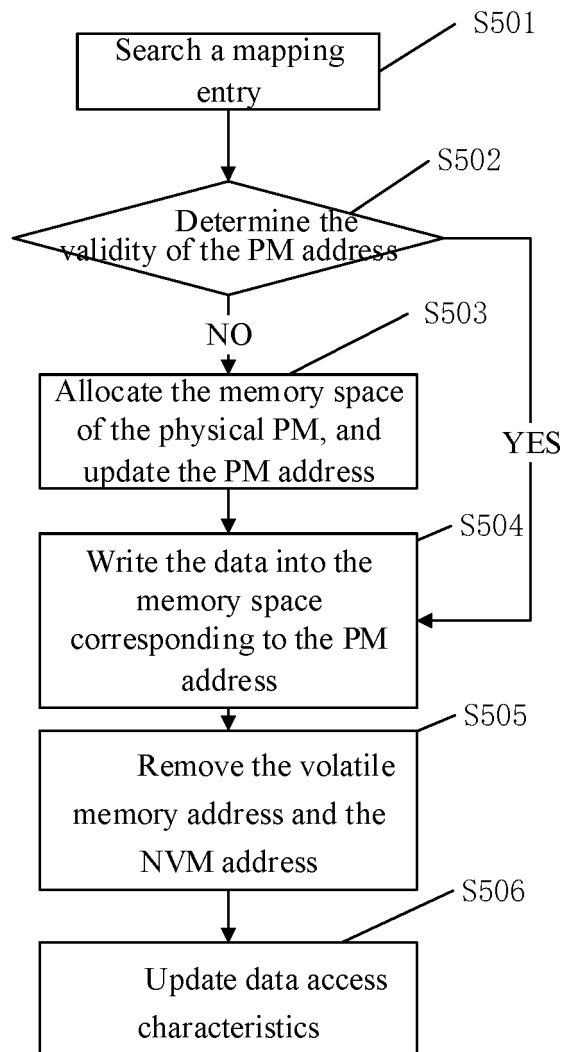 S501
Search a mapping
entry
S502
Determine the
validity of the PM address
NO
S503
Allocate the memory space
of the physical PM, and
update the PM address
YES
S504
Write the data into the
memory space
corresponding to the PM
address
S505
Remove the volatile
memory address and the
NVM address
S506
Update data access
characteristics